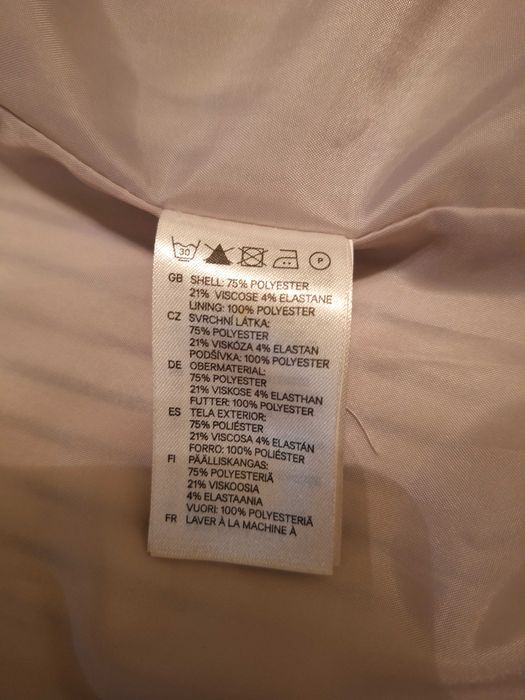 30 P
GB SHELL: 75% POLYESTER
21% VISCOSE 4% ELASTANE
LINING: 100% POLYESTER
CZ SVRCHNÍ LÁTKA:
75% POLYESTER
21% VISKÓZA 4% ELASTAN
PODŠÍVKA: 100% POLYESTER
DE OBERMATERIAL:
75% POLYESTER
21% VISKOSE 4% ELASTHAN
FUTTER: 100% POLYESTER
ES TELA EXTERIOR:
75% POLIÉSTER
21% VISCOSA 4% ELASTÁN
FORRO: 100% POLIÉSTER
FI PÄÄLLISKANGAS:
75% POLYESTERIÄ
21% VISKOOSIA
4% ELASTAANIA
VUORI: 100% POLYESTERIÄ
FR LAVER À LA MACHINE À